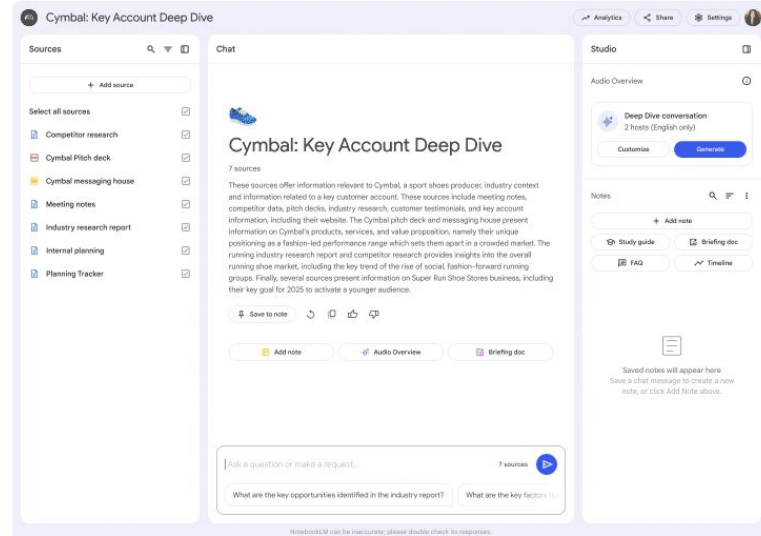 Cymbal: Key Account Deep Dive
Analytics
Share
Settings
Sources
Add source
Select all sources
Competitor research
Cymbal Pitch deck
Cymbal messaging house
Meeting notes
Industry research report
Internal planning
Planning Tracker
Chat
Cymbal: Key Account Deep Dive
7 sources
These sources offer information relevant to Cymbal, a sport shoes producer, industry context
and information related to a key customer account. These sources include meeting notes,
competitor data, pitch decks, industry research, customer testimonials, and key account
information, including their website. The Cymbal pitch deck and messaging house present
information on Cymbal's products, services, and value proposition, namely their unique
positioning as a fashion-led performance range which sets them apart in a crowded market. The
running industry research report and competitor research provides insights into the overall
running shoe market, including the key trend of the rise of social, fashion-forward running
groups. Finally, several sources present information on Super Run Shoe Stores business, including
their key goal for 2025 to activate a younger audience.
Save to note
Add note
Audio Overview
Briefing doc
Ask a question or make a request...
7 sources
What are the key opportunities identified in the industry report?
What are the key factors
NotebookLM can be inaccurate; please double check its responses.
Studio
Audio Overview
Deep Dive conversation
2 hosts (English only)
Customize
Generate
Notes
Add note
Study guide
Briefing doc
FAQ
Timeline
Saved notes will appear here
Save a chat message to create a new
note, or click Add Note above.